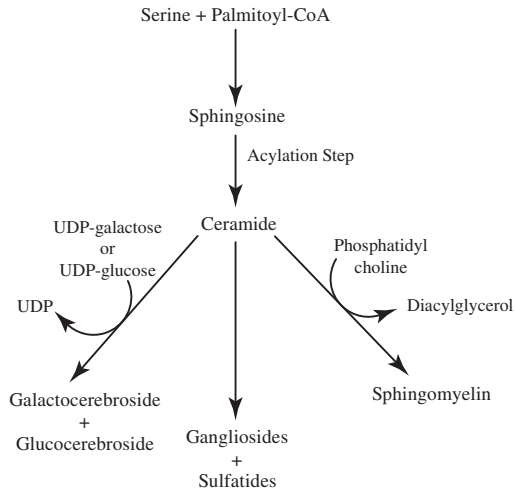 Serine + Palmitoyl-CoA
Sphingosine
Acylation Step
Ceramide
UDP-galactose
or
UDP-glucose
UDP
Phosphatidyl
choline
Diacylglycerol
Galactocerebroside
+
Glucocerebroside
Gangliosides
+
Sulfatides
Sphingomyelin